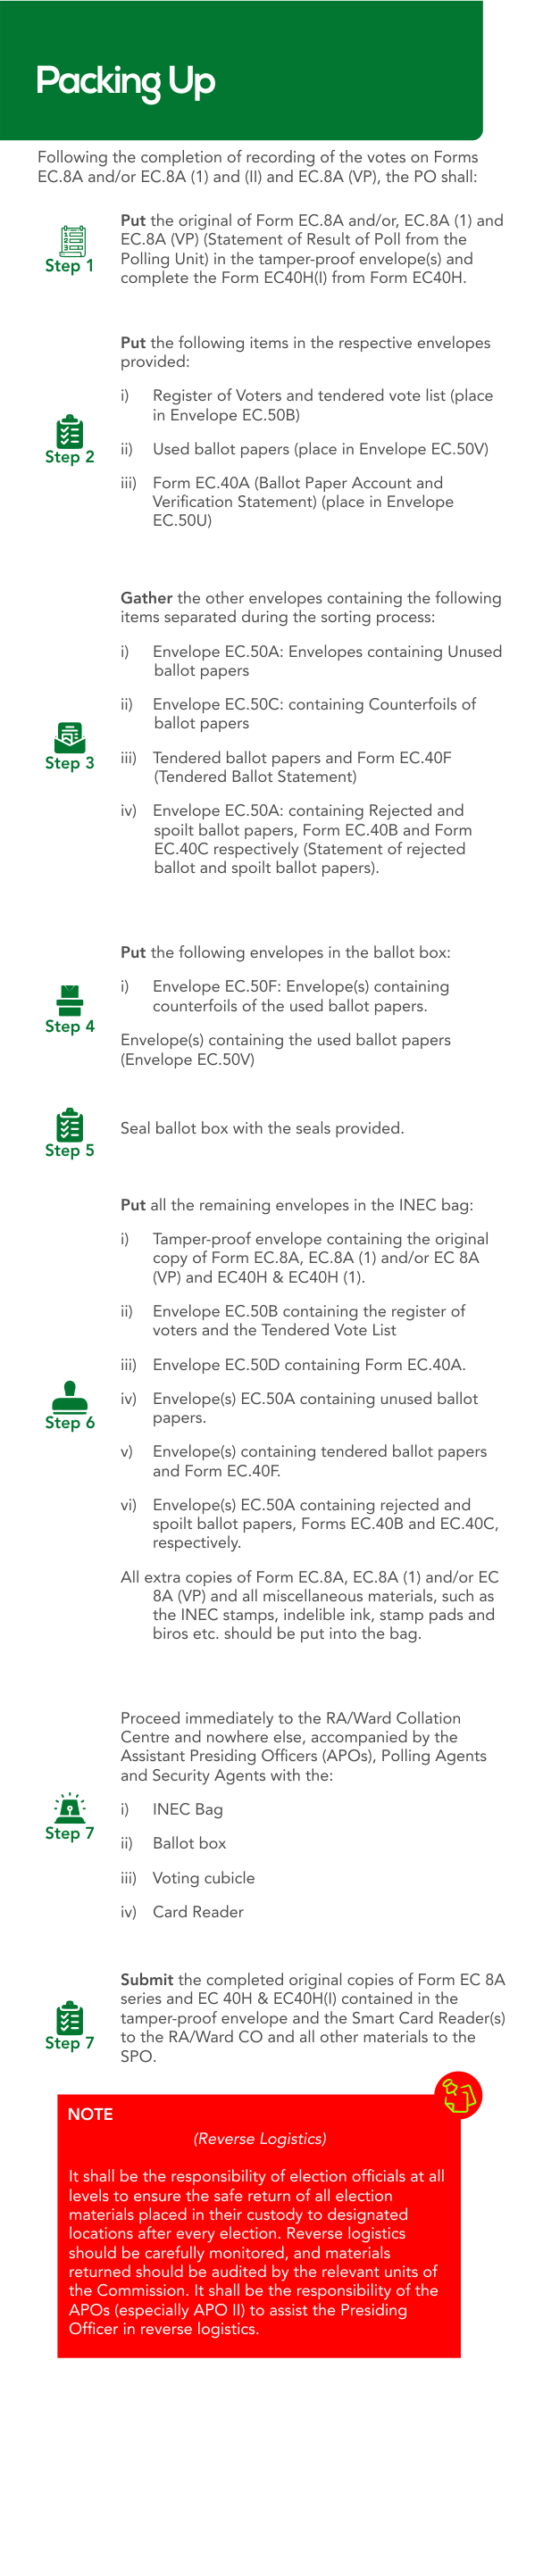 Packing Up
Following the completion of recording of the votes on Forms
EC.8A and/or EC.8A (1) and (II) and EC.8A (VP), the PO shall:
Step 1
Put the original of Form EC.8A and/or, EC.8A (1) and
EC.8A (VP) (Statement of Result of Poll from the
Polling Unit) in the tamper-proof envelope(s) and
complete the Form EC40H(I) from Form EC40H.
Step 2
Put the following items in the respective envelopes
provided:
i) Register of Voters and tendered vote list (place
in Envelope EC.50B)
ii) Used ballot papers (place in Envelope EC.50V)
iii) Form EC.40A (Ballot Paper Account and
Verification Statement) (place in Envelope
EC.50U)
Step 3
Gather the other envelopes containing the following
items separated during the sorting process:
i) Envelope EC.50A: Envelopes containing Unused
ballot papers
ii) Envelope EC.50C: containing Counterfoils of
ballot papers
iii) Tendered ballot papers and Form EC.40F
(Tendered Ballot Statement)
iv) Envelope EC.50A: containing Rejected and
spoilt ballot papers, Form EC.40B and Form
EC.40C respectively (Statement of rejected
ballot and spoilt ballot papers).
Step 4
Put the following envelopes in the ballot box:
i) Envelope EC.50F: Envelope(s) containing
counterfoils of the used ballot papers.
Envelope(s) containing the used ballot papers
(Envelope EC.50V)
Step 5
Seal ballot box with the seals provided.
Step 6
Put all the remaining envelopes in the INEC bag:
i) Tamper-proof envelope containing the original
copy of Form EC.8A, EC.8A (1) and/or EC 8A
(VP) and EC40H & EC40H (1).
ii) Envelope EC.50B containing the register of
voters and the Tendered Vote List
iii) Envelope EC.50D containing Form EC.40A.
iv) Envelope(s) EC.50A containing unused ballot
papers.
v) Envelope(s) containing tendered ballot papers
and Form EC.40F.
vi) Envelope(s) EC.50A containing rejected and
spoilt ballot papers, Forms EC.40B and EC.40C,
respectively.
All extra copies of Form EC.8A, EC.8A (1) and/or EC
8A (VP) and all miscellaneous materials, such as
the INEC stamps, indelible ink, stamp pads and
biros etc. should be put into the bag.
Step 7
Proceed immediately to the RA/Ward Collation
Centre and nowhere else, accompanied by the
Assistant Presiding Officers (APOs), Polling Agents
and Security Agents with the:
i) INEC Bag
ii) Ballot box
iii) Voting cubicle
iv) Card Reader
Step 7
Submit the completed original copies of Form EC 8A
series and EC 40H & EC40H(I) contained in the
tamper-proof envelope and the Smart Card Reader(s)
to the RA/Ward CO and all other materials to the
SPO.
NOTE
(Reverse Logistics)
It shall be the responsibility of election officials at all
levels to ensure the safe return of all election
materials placed in their custody to designated
locations after every election. Reverse logistics
should be carefully monitored, and materials
returned should be audited by the relevant units of
the Commission. It shall be the responsibility of the
APOs (especially APO II) to assist the Presiding
Officer in reverse logistics.